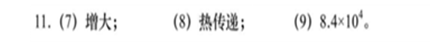 11. (7) 增大； (8) 热传递； (9) 8.4×10⁴。